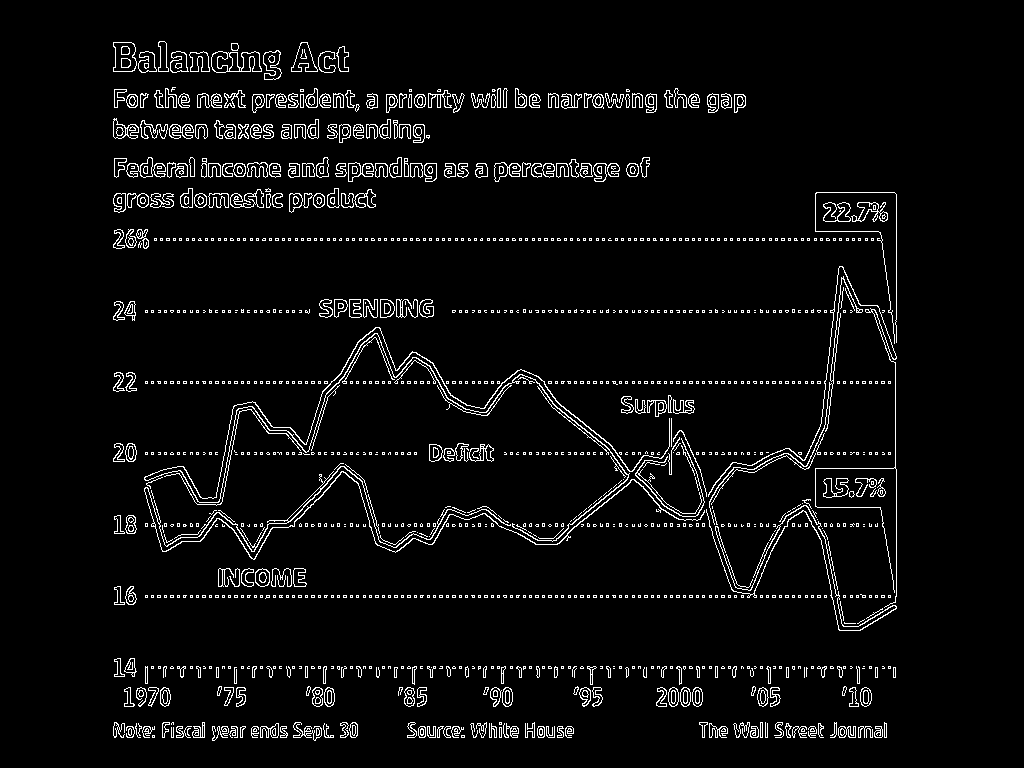 Balancing Act
For the next president, a priority will be narrowing the gap
between taxes and spending.
Federal income and spending as a percentage of
gross domestic product
22.7%
26%
24
SPENDING
22
Surplus
20
Deficit
15.7%
18
INCOME
16
14
1970 '75 '80 '85 '90 '95 2000 '05 '10
Note: Fiscal year ends Sept. 30 Source: White House The Wall Street Journal